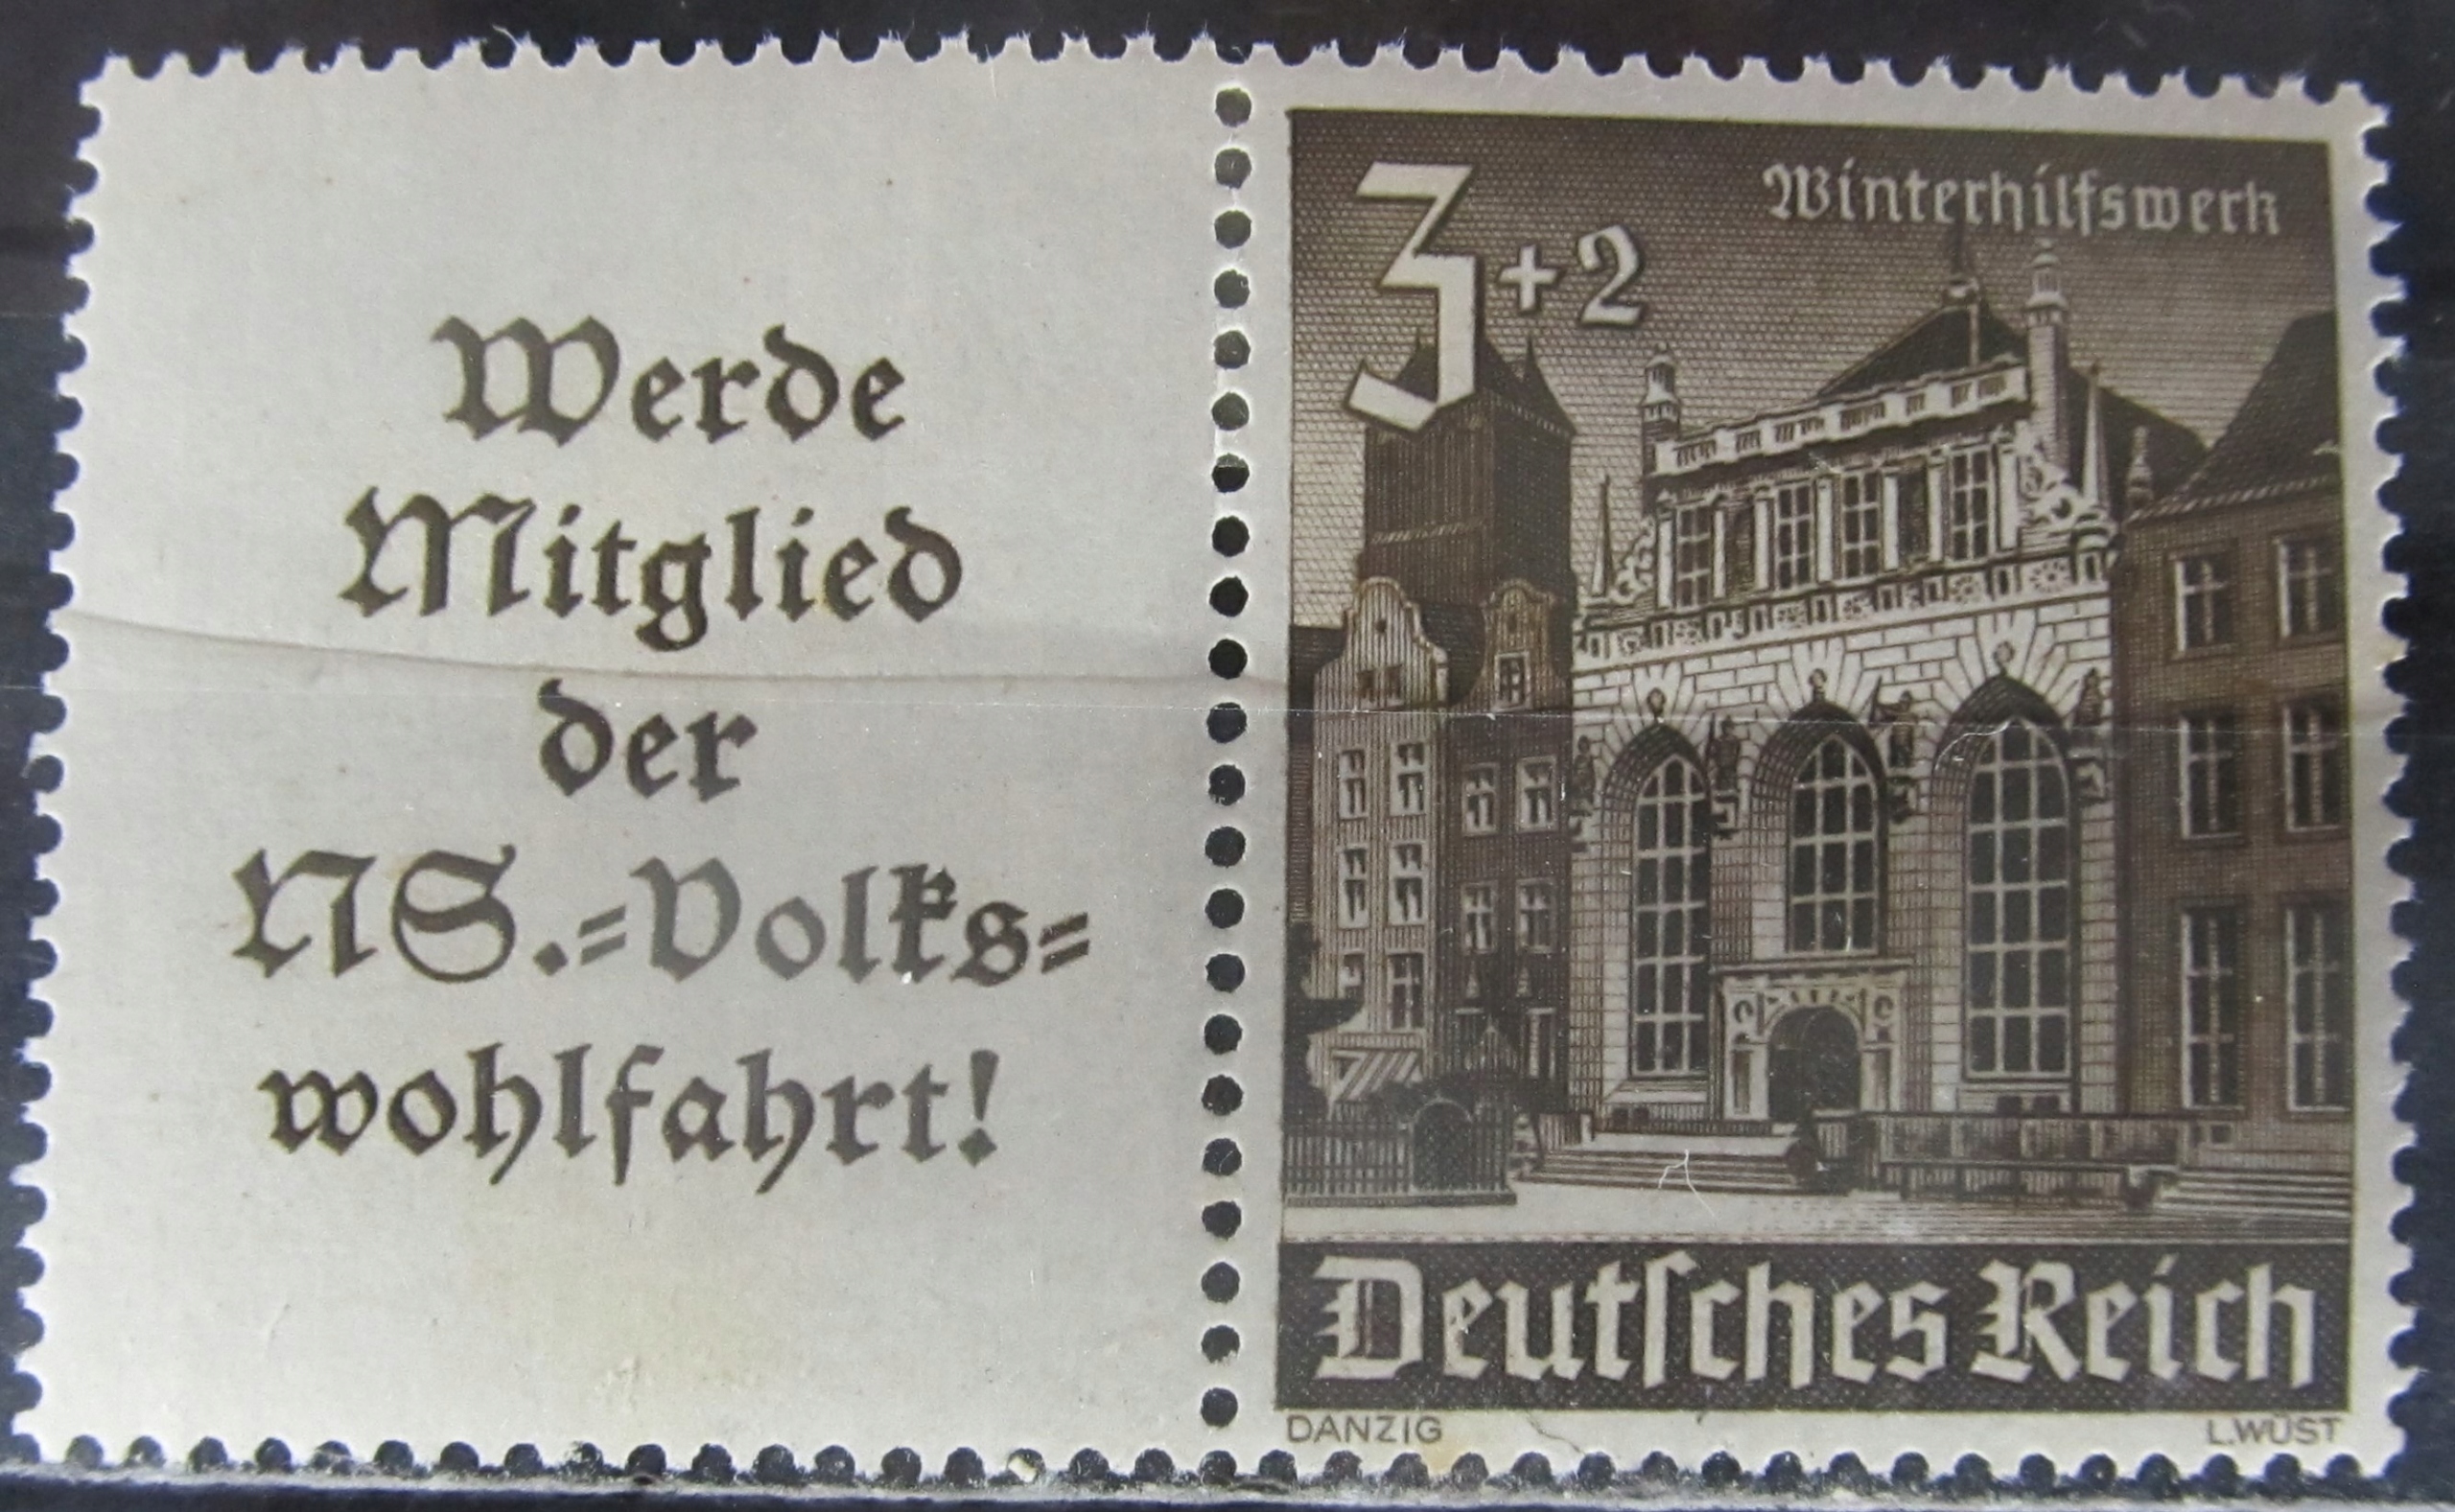 Werde
Mitglied
der
NS.=Volks=
wohlfahrt!
3+2
Winterhilfswerk
Deutſches Reich
DANZIG
L.WÜST